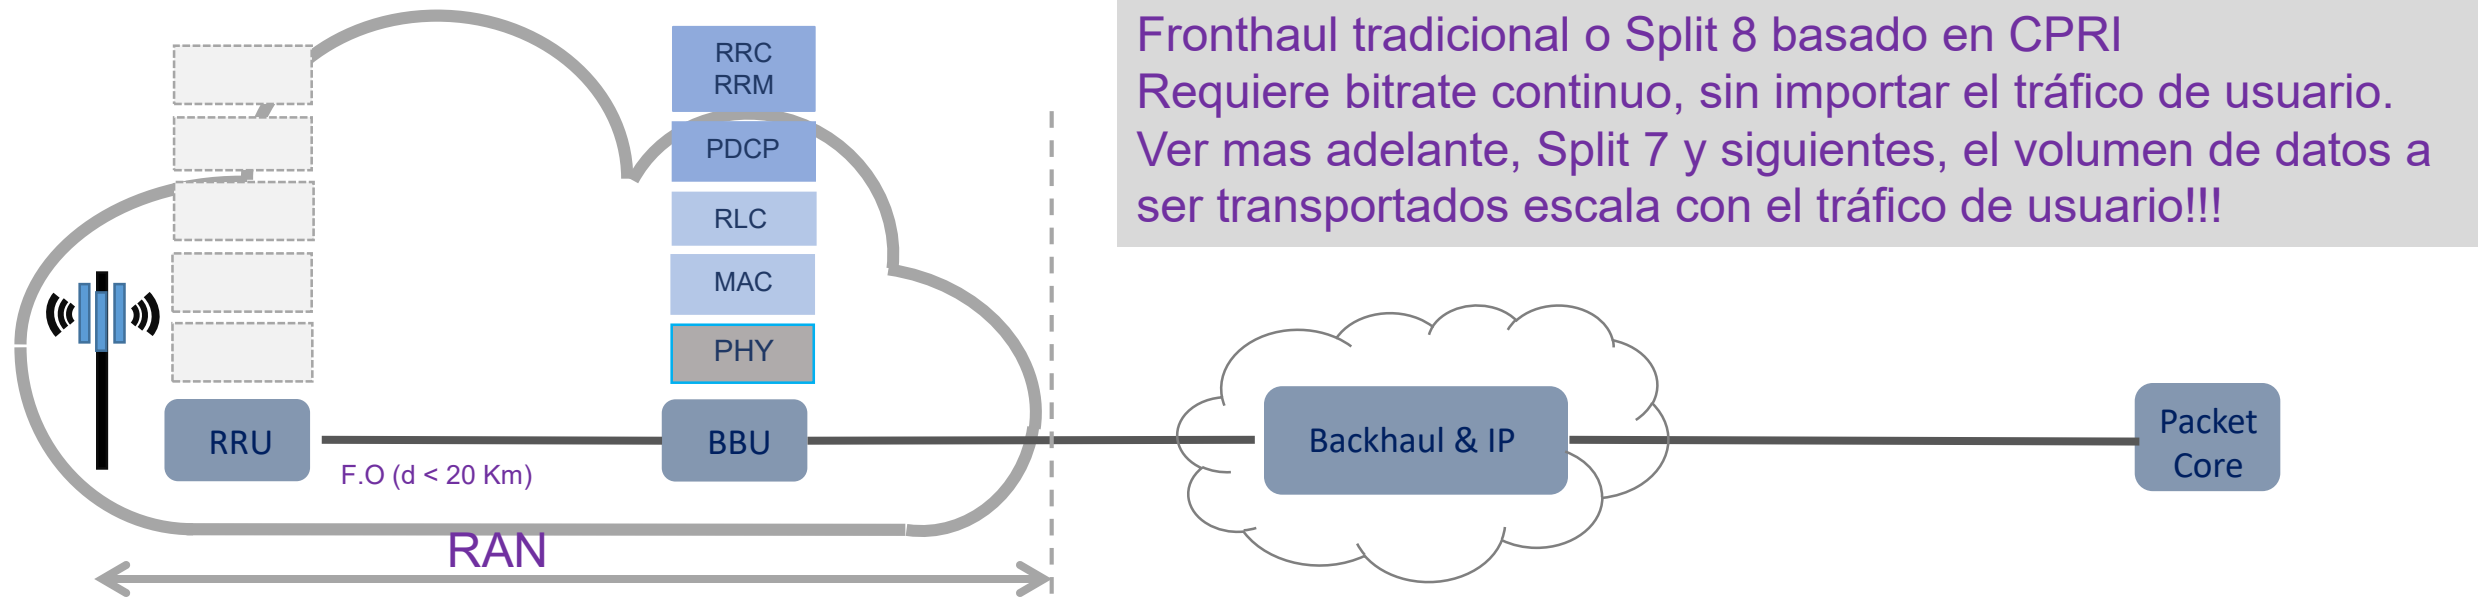 Fronthaul tradicional o Split 8 basado en CPRI
Requiere bitrate continuo, sin importar el tráfico de usuario.
Ver mas adelante, Split 7 y siguientes, el volumen de datos a
ser transportados escala con el tráfico de usuario!!!
RRC
RRM
PDCP
RLC
MAC
PHY
RRU
F.O (d < 20 Km)
BBU
Backhaul & IP
Packet
Core
RAN